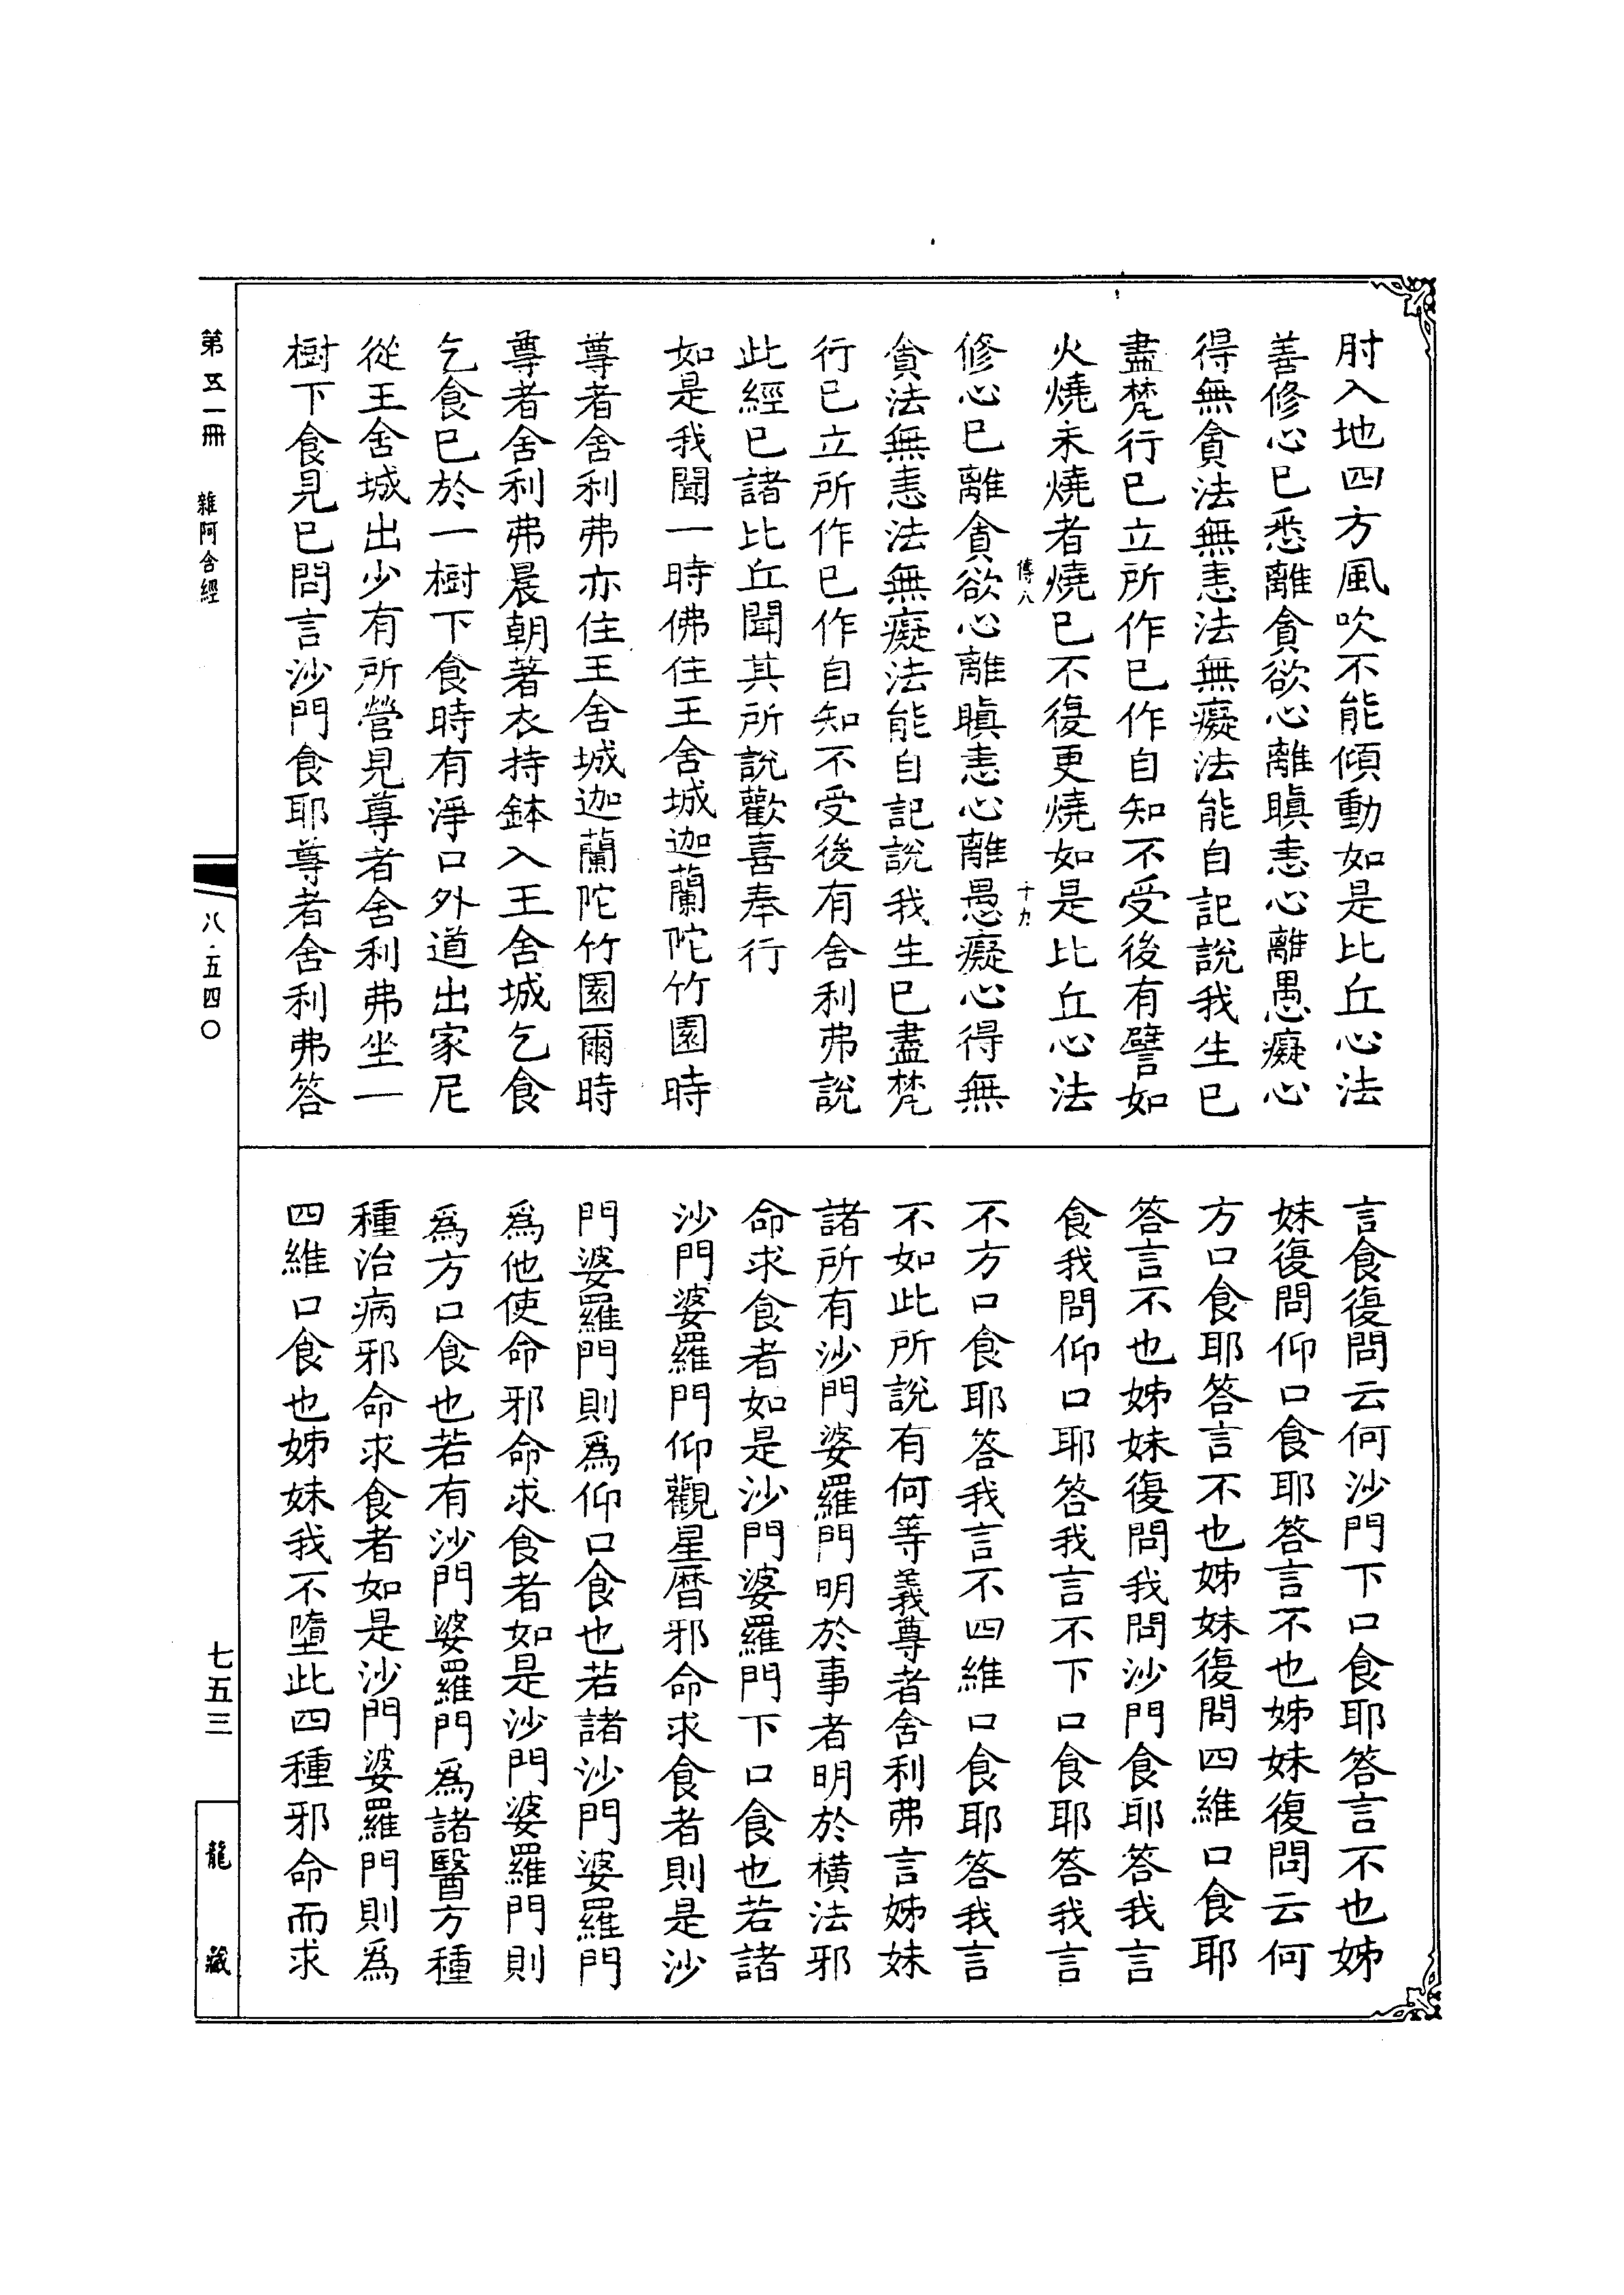 肘入地四方風吹不能傾動如是比丘心法
善修心已悉離貪欲心離瞋恚心離愚癡心
得無貪法無恚法無癡法能自記說我生已
盡梵行已立所作已作自知不受後有譬如
火燒未燒者燒已不復更燒如是比丘心法
傳八
十九
修心已離貪欲心離瞋恚心離愚癡心得無
貪法無恚法無癡法能自記說我生已盡梵
行已立所作已作自知不受後有舍利弗說
此經已諸比丘聞其所說歡喜奉行
如是我聞一時佛住王舍城迦蘭陀竹園時
尊者舍利弗亦住王舍城迦蘭陀竹園爾時
尊者舍利弗晨朝著衣持鉢入王舍城乞食
乞食已於一樹下食時有淨口外道出家尼
從王舍城出少有所營見尊者舍利弗坐一
樹下食見已問言沙門食耶尊者舍利弗答
言食復問云何沙門下口食耶答言不也姊
妹復問仰口食耶答言不也姊妹復問云何
方口食耶答言不也姊妹復問四維口食耶
答言不也姊妹復問我問沙門食耶答我言
食我問仰口耶答我言不下口食耶答我言
不方口食耶答我言不四維口食耶答我言
不如此所說有何等義尊者舍利弗言姊妹
諸所有沙門婆羅門明於事者明於橫法邪
命求食者如是沙門婆羅門下口食也若諸
沙門婆羅門仰觀星曆邪命求食者則是沙
門婆羅門則為仰口食也若諸沙門婆羅門
為他使命邪命求食者如是沙門婆羅門則
為方口食也若有沙門婆羅門為諸醫方種
種治病邪命求食者如是沙門婆羅門則為
四維口食也姊妹我不墮此四種邪命而求
第五一冊 雜阿含經
八·五四〇
七五三
龍藏